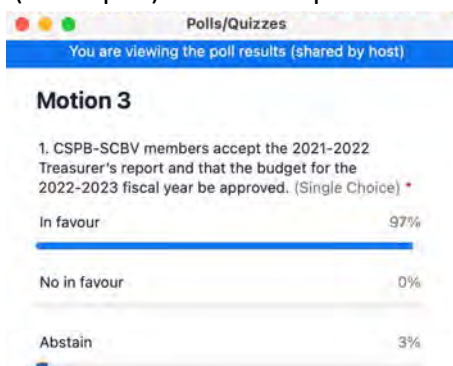 Polls/Quizzes
You are viewing the poll results (shared by host)
Motion 3
1. CSPB-SCBV members accept the 2021-2022
Treasurer's report and that the budget for the
2022-2023 fiscal year be approved. (Single Choice) *
In favour 97%
No in favour 0%
Abstain 3%